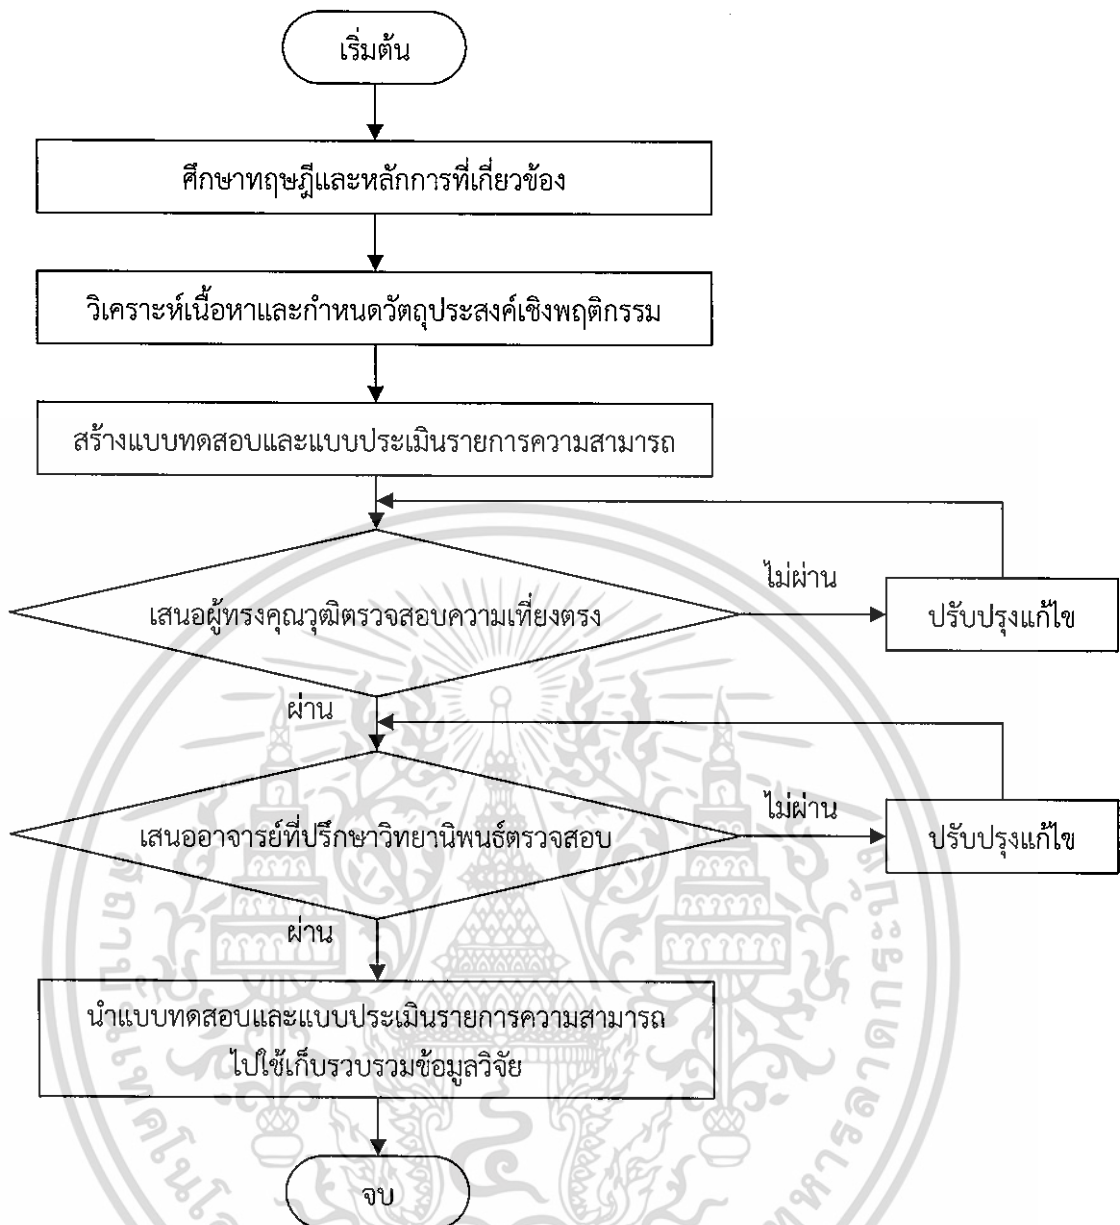 เริ่มต้น
ศึกษาทฤษฎีและหลักการที่เกี่ยวข้อง
วิเคราะห์เนื้อหาและกำหนดวัตถุประสงค์เชิงพฤติกรรม
สร้างแบบทดสอบและแบบประเมินรายการความสามารถ
เสนอผู้ทรงคุณวุฒิตรวจสอบความเที่ยงตรง
ไม่ผ่าน
ปรับปรุงแก้ไข
ผ่าน
เสนออาจารย์ที่ปรึกษาวิทยานิพนธ์ตรวจสอบ
ไม่ผ่าน
ปรับปรุงแก้ไข
ผ่าน
นำแบบทดสอบและแบบประเมินรายการความสามารถ
ไปใช้เก็บรวบรวมข้อมูลวิจัย
จบ